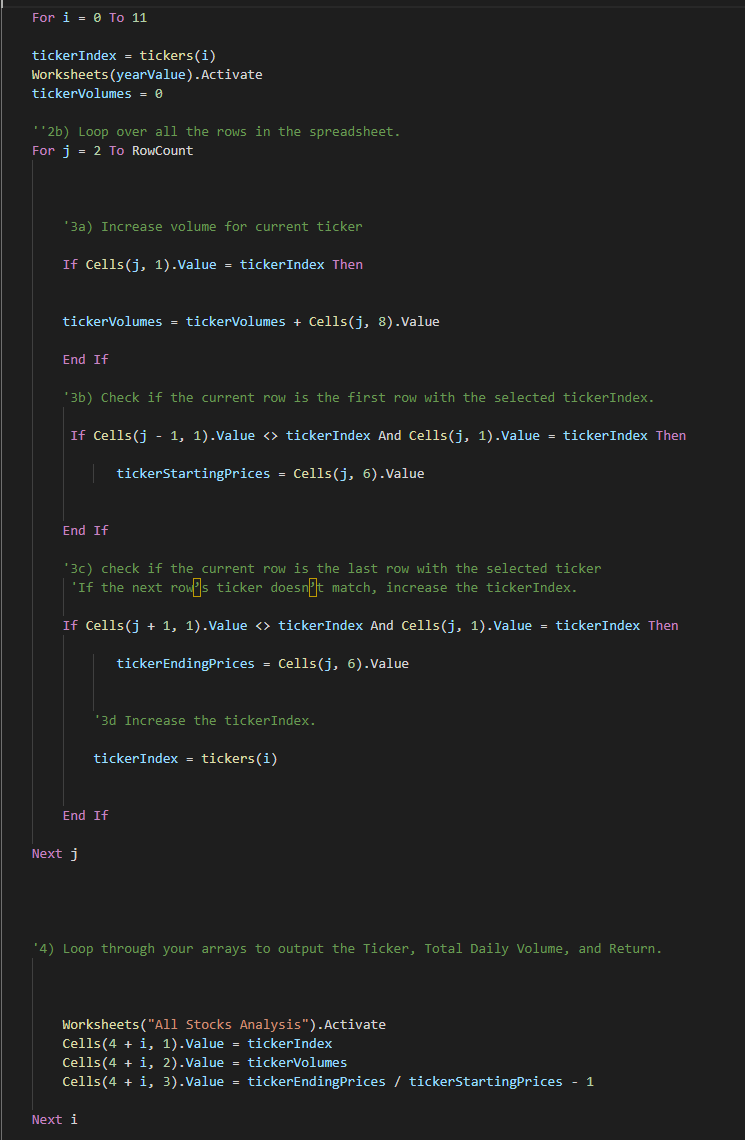 For i = 0 To 11
tickerIndex = tickers(i)
Worksheets(yearValue).Activate
tickerVolumes = 0
''2b) Loop over all the rows in the spreadsheet.
For j = 2 To RowCount
'3a) Increase volume for current ticker
If Cells(j, 1).Value = tickerIndex Then
tickerVolumes = tickerVolumes + Cells(j, 8).Value
End If
'3b) Check if the current row is the first row with the selected tickerIndex.
If Cells(j - 1, 1).Value <> tickerIndex And Cells(j, 1).Value = tickerIndex Then
tickerStartingPrices = Cells(j, 6).Value
End If
'3c) check if the current row is the last row with the selected ticker
'If the next row’s ticker doesn’t match, increase the tickerIndex.
If Cells(j + 1, 1).Value <> tickerIndex And Cells(j, 1).Value = tickerIndex Then
tickerEndingPrices = Cells(j, 6).Value
'3d Increase the tickerIndex.
tickerIndex = tickers(i)
End If
Next j
'4) Loop through your arrays to output the Ticker, Total Daily Volume, and Return.
Worksheets("All Stocks Analysis").Activate
Cells(4 + i, 1).Value = tickerIndex
Cells(4 + i, 2).Value = tickerVolumes
Cells(4 + i, 3).Value = tickerEndingPrices / tickerStartingPrices - 1
Next i